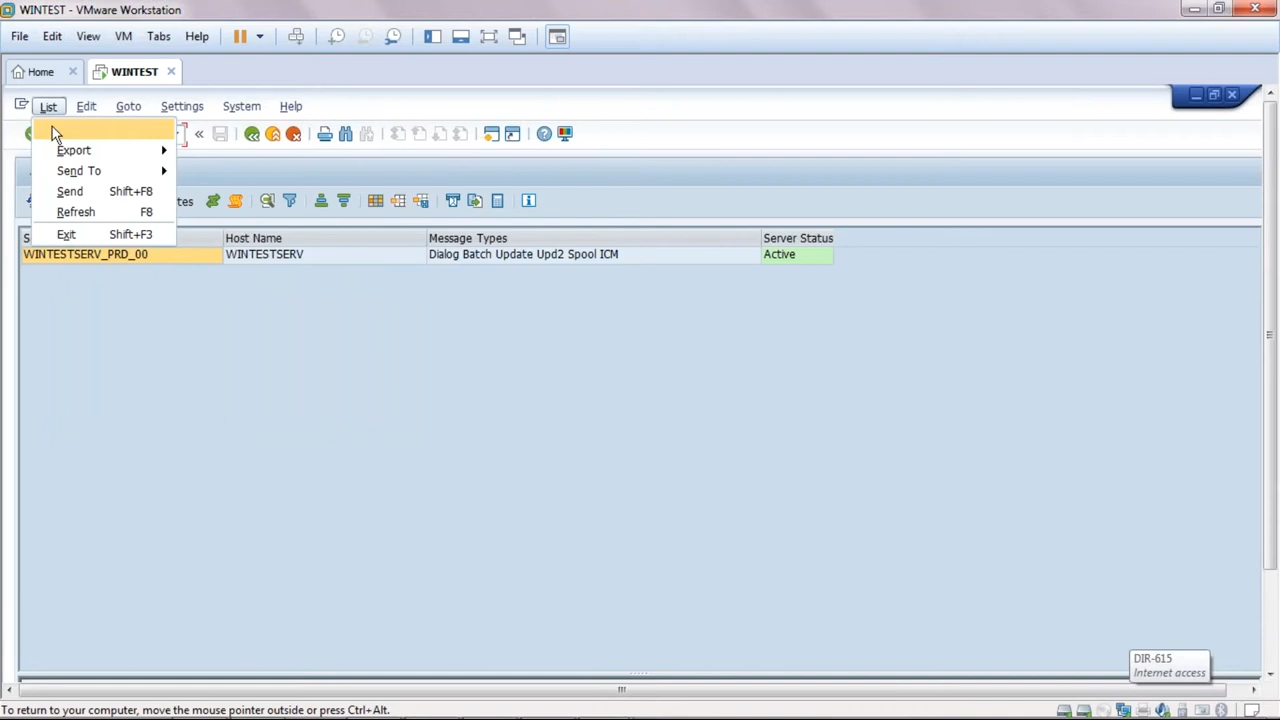 WINTEST - VMware Workstation
File Edit View VM Tabs Help
Home WINTEST
List Edit Goto Settings System Help
Export
Send To
Send Shift+F8
Refresh F8
Exit Shift+F3
tes
S Host Name Message Types Server Status
WINTESTSERV_PRD_00 WINTESTSERV Dialog Batch Update Upd2 Spool ICM Active
DIR-615
Internet access
To return to your computer, move the mouse pointer outside or press Ctrl+Alt.